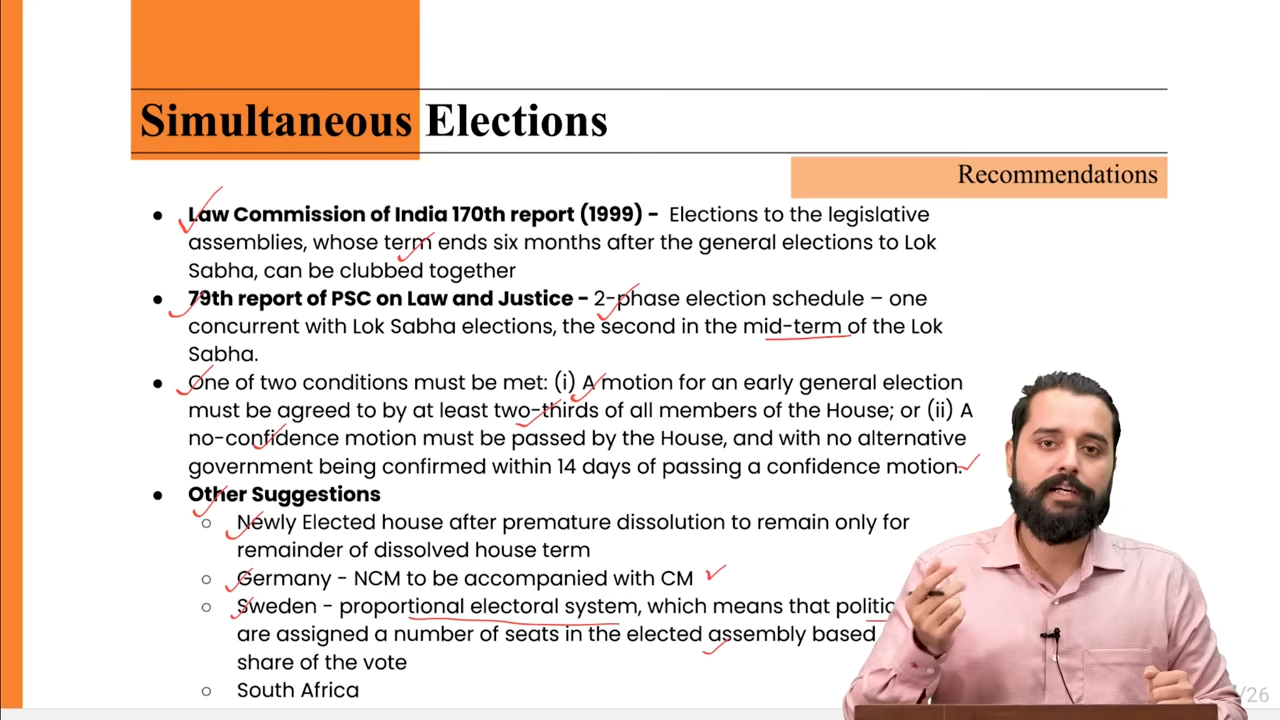 Simultaneous Elections
Recommendations
• Law Commission of India 170th report (1999) - Elections to the legislative
assemblies, whose term ends six months after the general elections to Lok
Sabha, can be clubbed together
• 79th report of PSC on Law and Justice - 2-phase election schedule – one
concurrent with Lok Sabha elections, the second in the mid-term of the Lok
Sabha.
• One of two conditions must be met: (i) A motion for an early general election
must be agreed to by at least two-thirds of all members of the House; or (ii) A
no-confidence motion must be passed by the House, and with no alternative
government being confirmed within 14 days of passing a confidence motion.
• Other Suggestions
○ Newly Elected house after premature dissolution to remain only for
remainder of dissolved house term
○ Germany - NCM to be accompanied with CM
○ Sweden - proportional electoral system, which means that
are assigned a number of seats in the elected assembly based
share of the vote
○ South Africa
/26